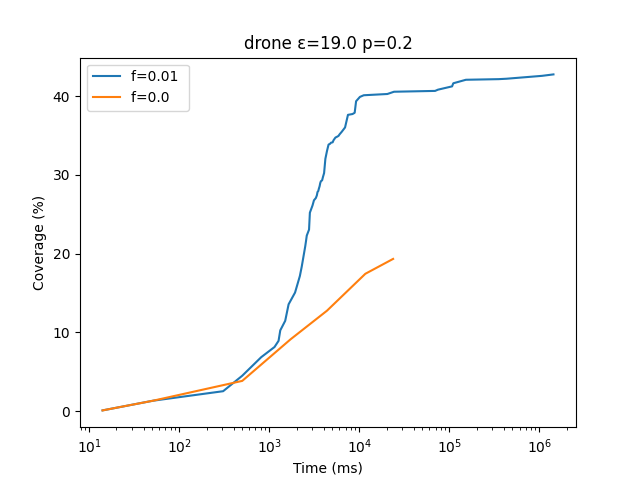 drone ε=19.0 p=0.2
f=0.01
f=0.0
Coverage (%)
40
30
20
10
0
10¹ 10² 10³ 10⁴ 10⁵ 10⁶
Time (ms)